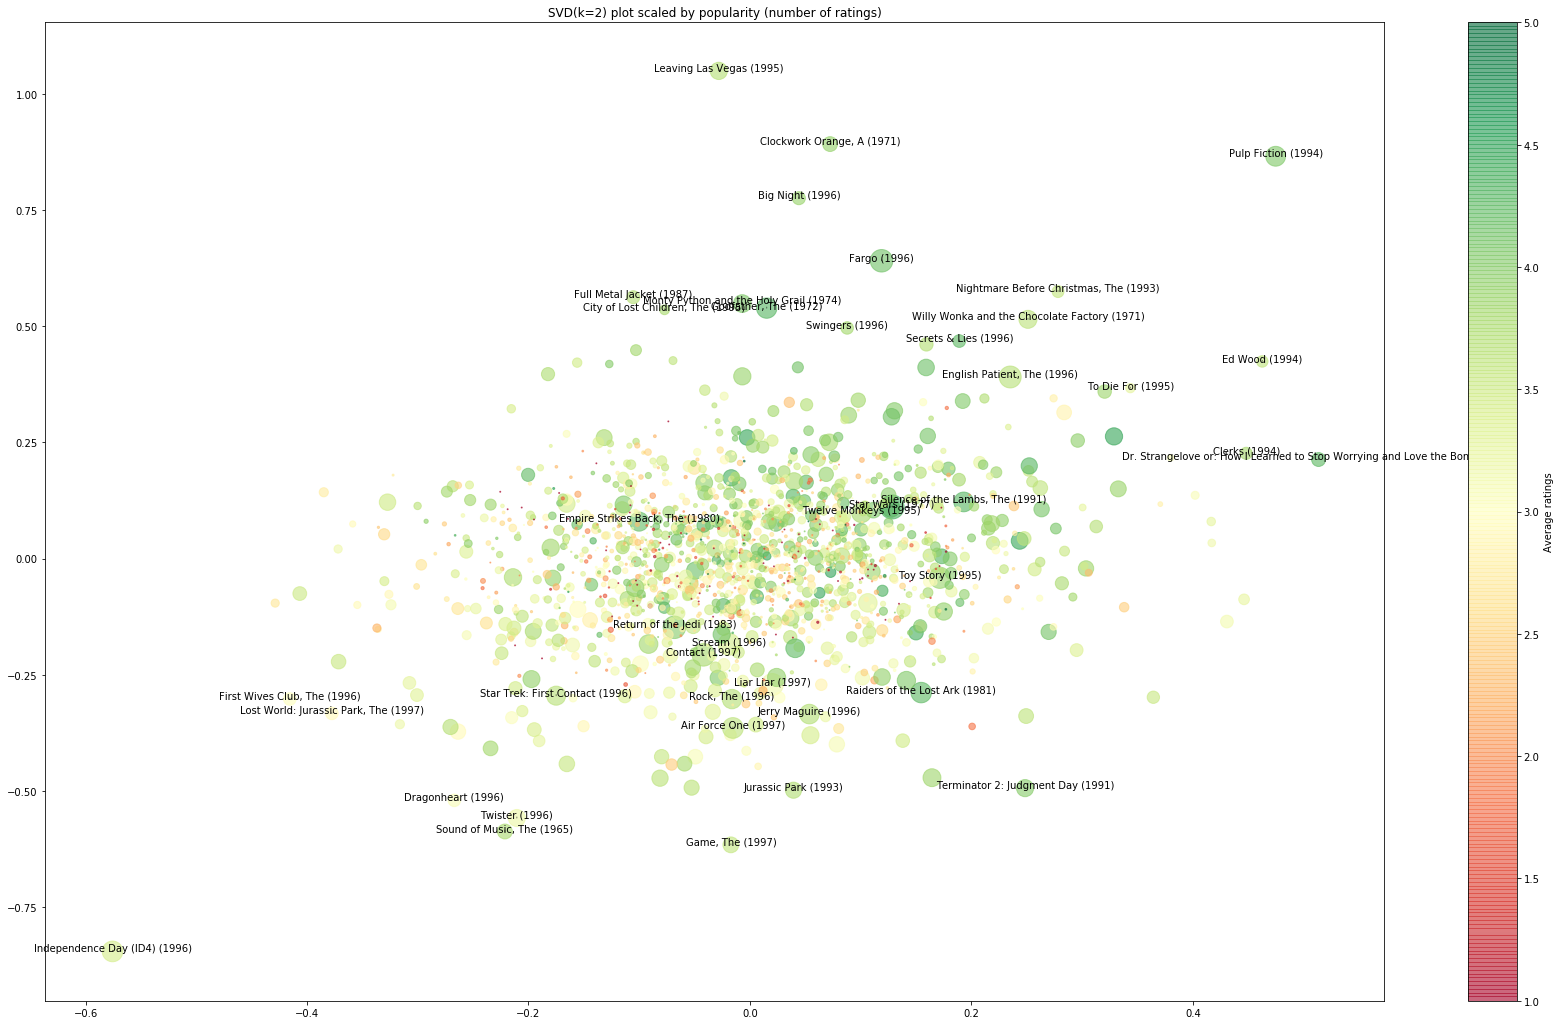 SVD(k=2) plot scaled by popularity (number of ratings)
Leaving Las Vegas (1995)
Clockwork Orange, A (1971)
Pulp Fiction (1994)
Big Night (1996)
Fargo (1996)
Nightmare Before Christmas, The (1993)
Full Metal Jacket (1987)
Monty Python and the Holy Grail (1974)
City of Lost Children, The (1995)
Godfather, The (1972)
Willy Wonka and the Chocolate Factory (1971)
Swingers (1996)
Secrets & Lies (1996)
Ed Wood (1994)
English Patient, The (1996)
To Die For (1995)
Clerks (1994)
Dr. Strangelove or: How I Learned to Stop Worrying and Love the Bom
Silence of the Lambs, The (1991)
Star Wars (1977)
Twelve Monkeys (1995)
Empire Strikes Back, The (1980)
Toy Story (1995)
Return of the Jedi (1983)
Scream (1996)
Contact (1997)
Liar Liar (1997)
Star Trek: First Contact (1996)
Raiders of the Lost Ark (1981)
First Wives Club, The (1996)
Rock, The (1996)
Lost World: Jurassic Park, The (1997)
Jerry Maguire (1996)
Air Force One (1997)
Jurassic Park (1993)
Terminator 2: Judgment Day (1991)
Dragonheart (1996)
Twister (1996)
Sound of Music, The (1965)
Game, The (1997)
Independence Day (ID4) (1996)
1.00
0.75
0.50
0.25
0.00
−0.25
−0.50
−0.75
−0.6
−0.4
−0.2
0.0
0.2
0.4
5.0
4.5
4.0
3.5
3.0
2.5
2.0
1.5
1.0
Average ratings